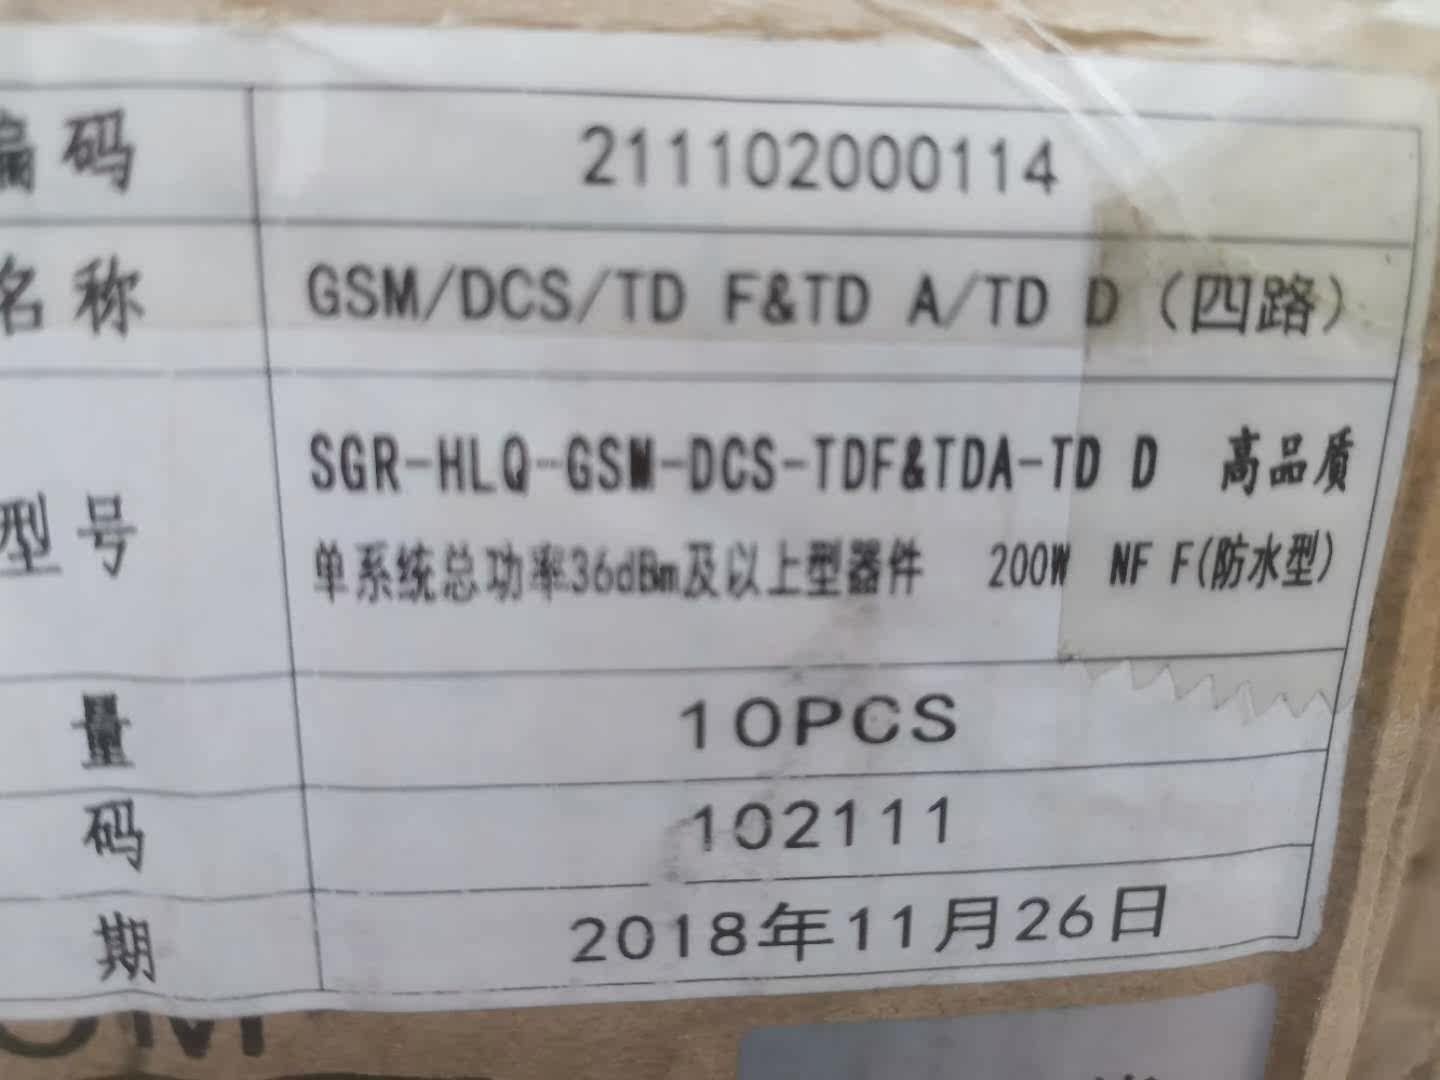 编码 211102000114
名称 GSM/DCS/TD F&TD A/TD D（四路）
型号 SGR-HLQ-GSM-DCS-TDF&TDA-TD D 高品质
单系统总功率36dBm及以上型器件 200W NF F(防水型)
量 10PCS
码 102111
期 2018年11月26日
OM